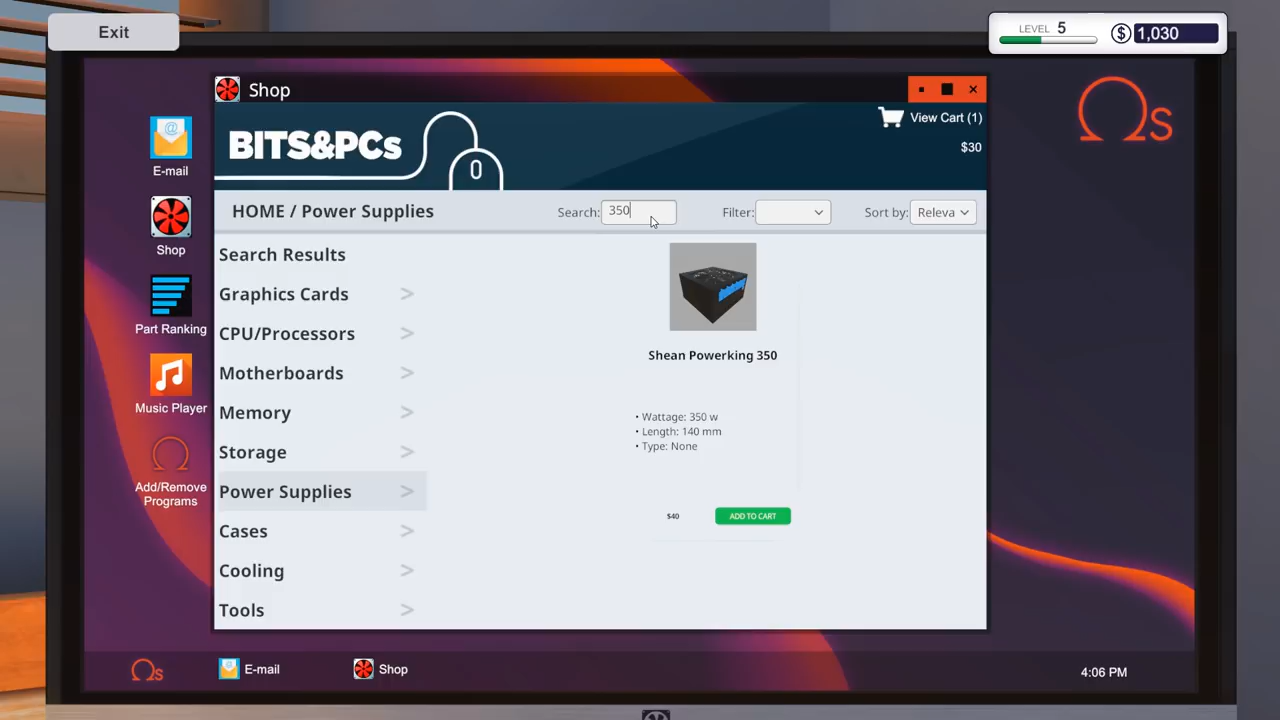 Exit
LEVEL 5
$ 1,030
Shop
BITS&PCs
View Cart (1)
$30
Ωs
E-mail
Shop
Part Ranking
Music Player
Add/Remove
Programs
HOME / Power Supplies
Search: 350
Filter:
Sort by: Releva
Search Results
Graphics Cards >
CPU/Processors >
Motherboards >
Memory >
Storage >
Power Supplies >
Cases >
Cooling >
Tools >
Shean Powerking 350
• Wattage: 350 w
• Length: 140 mm
• Type: None
$40
ADD TO CART
Ωs
E-mail
Shop
4:06 PM